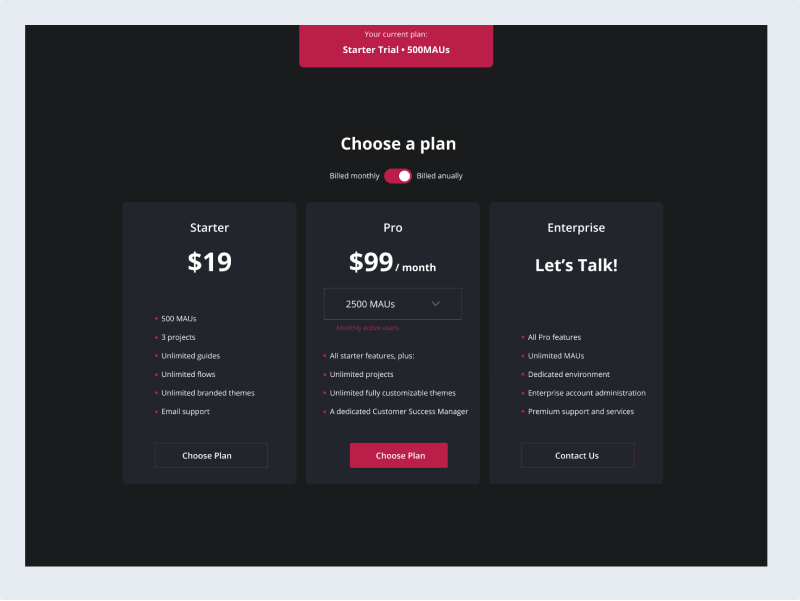 Your current plan:
Starter Trial • 500MAUs
Choose a plan
Billed monthly
Billed anually
Starter
$19
500 MAUs
3 projects
Unlimited guides
Unlimited flows
Unlimited branded themes
Email support
Choose Plan
Pro
$99 / month
2500 MAUs
Monthly active users
All starter features, plus:
Unlimited projects
Unlimited fully customizable themes
A dedicated Customer Success Manager
Choose Plan
Enterprise
Let’s Talk!
All Pro features
Unlimited MAUs
Dedicated environment
Enterprise account administration
Premium support and services
Contact Us